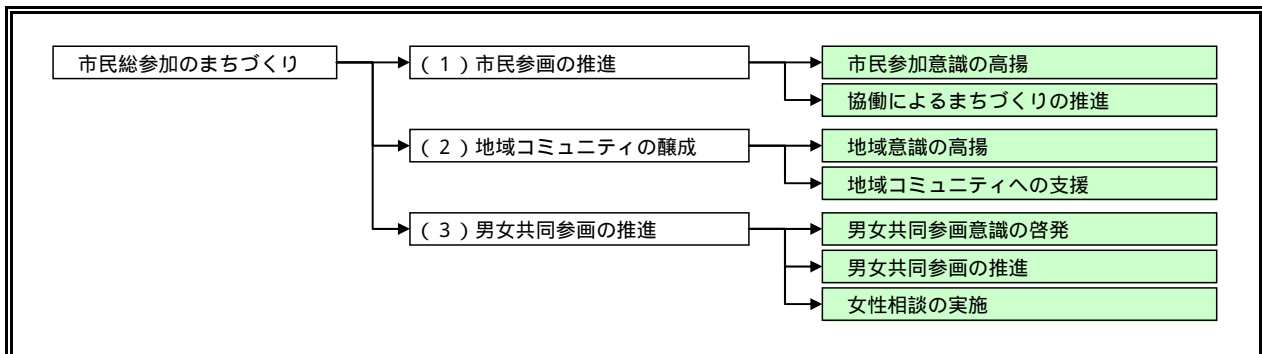 市民総参加のまちづくり
(1)市民参画の推進
市民参加意識の高揚
協働によるまちづくりの推進
(2)地域コミュニティの醸成
地域意識の高揚
地域コミュニティへの支援
(3)男女共同参画の推進
男女共同参画意識の啓発
男女共同参画の推進
女性相談の実施